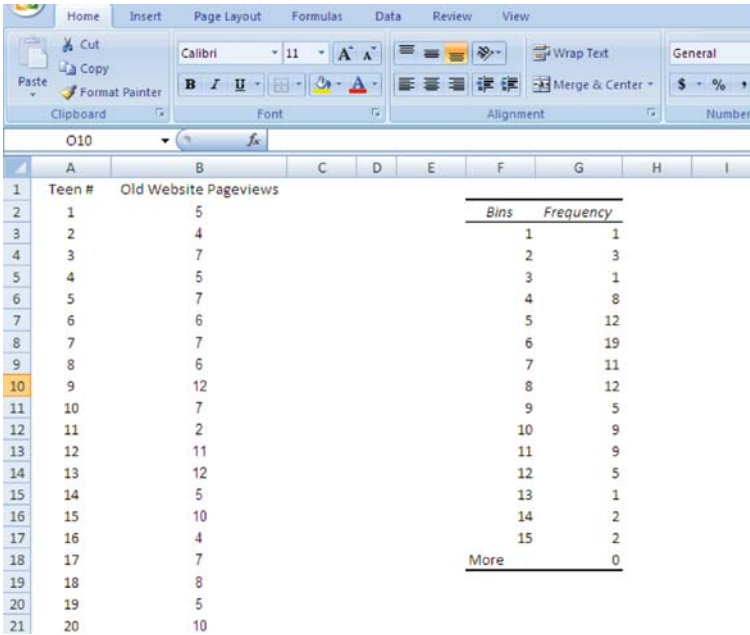 Home Insert Page Layout Formulas Data Review View
Cut
Copy
Paste
Format Painter
Clipboard
Calibri 11 A A
B I U A
Font
Wrap Text
Merge & Center
Alignment
General
$ % ,
Number
O10 fx
A B C D E F G H I
1 Teen # Old Website Pageviews
2 1 5 Bins Frequency
3 2 4 1 1
4 3 7 2 3
5 4 5 3 1
6 5 7 4 8
7 6 6 5 12
8 7 7 6 19
9 8 6 7 11
10 9 12 8 12
11 10 7 9 5
12 11 2 10 9
13 12 11 11 9
14 13 12 12 5
15 14 5 13 1
16 15 10 14 2
17 16 4 15 2
18 17 7 More 0
19 18 8
20 19 5
21 20 10